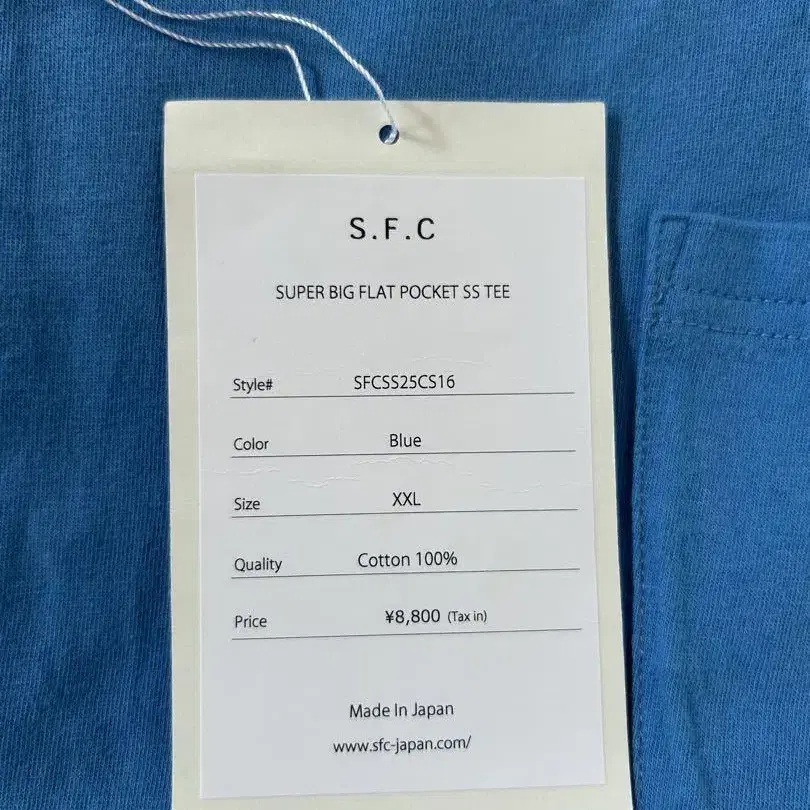 S.F.C
SUPER BIG FLAT POCKET SS TEE
Style# SFCSS25CS16
Color Blue
Size XXL
Quality Cotton 100%
Price ¥8,800 (Tax in)
Made In Japan
www.sfc-japan.com/